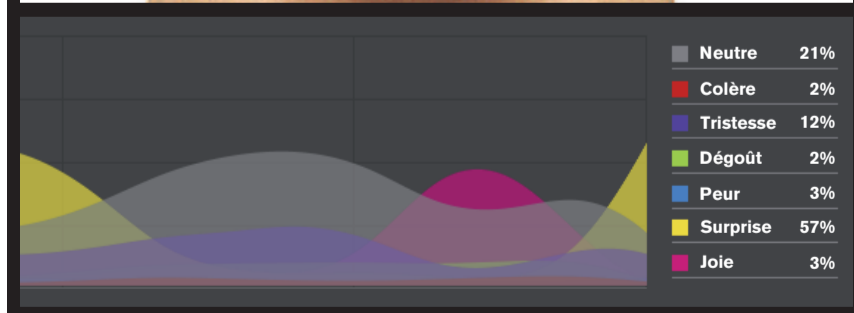 Neutre 21%
Colère 2%
Tristesse 12%
Dégoût 2%
Peur 3%
Surprise 57%
Joie 3%